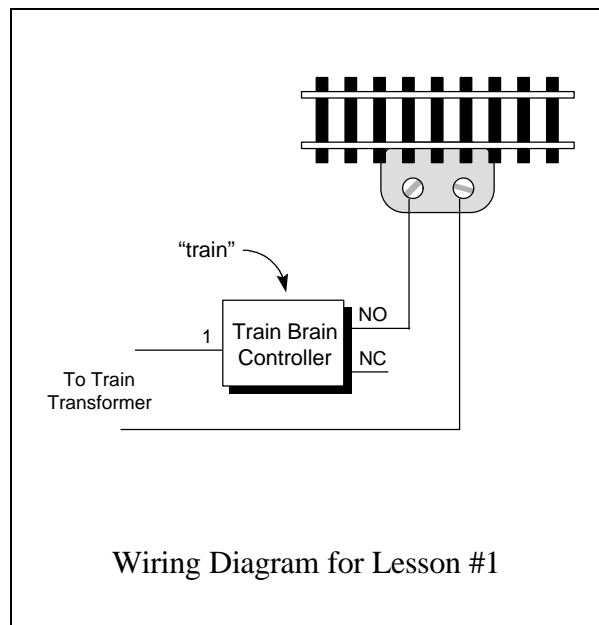 “train”
NO
1
Train Brain
Controller
NC
To Train
Transformer
Wiring Diagram for Lesson #1